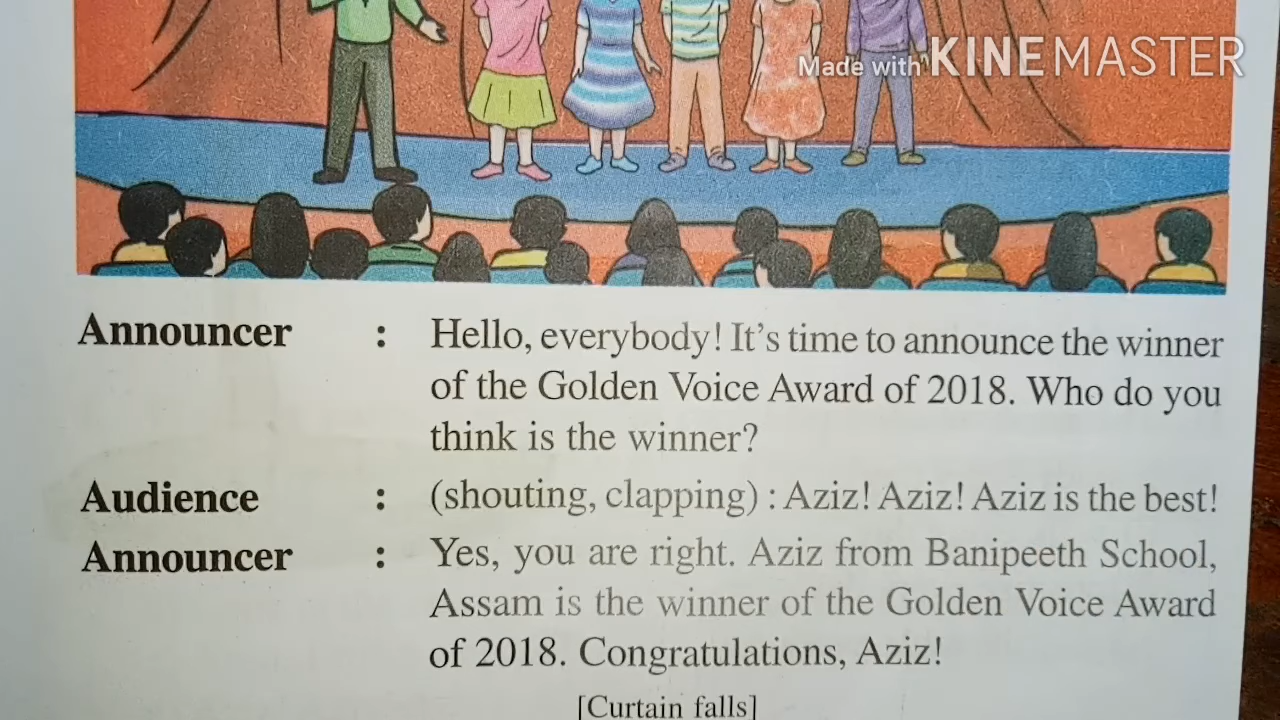 Made with KINEMASTER
Announcer : Hello, everybody! It's time to announce the winner
of the Golden Voice Award of 2018. Who do you
think is the winner?
Audience : (shouting, clapping) : Aziz! Aziz! Aziz is the best!
Announcer : Yes, you are right. Aziz from Banipeeth School,
Assam is the winner of the Golden Voice Award
of 2018. Congratulations, Aziz!
[Curtain falls]